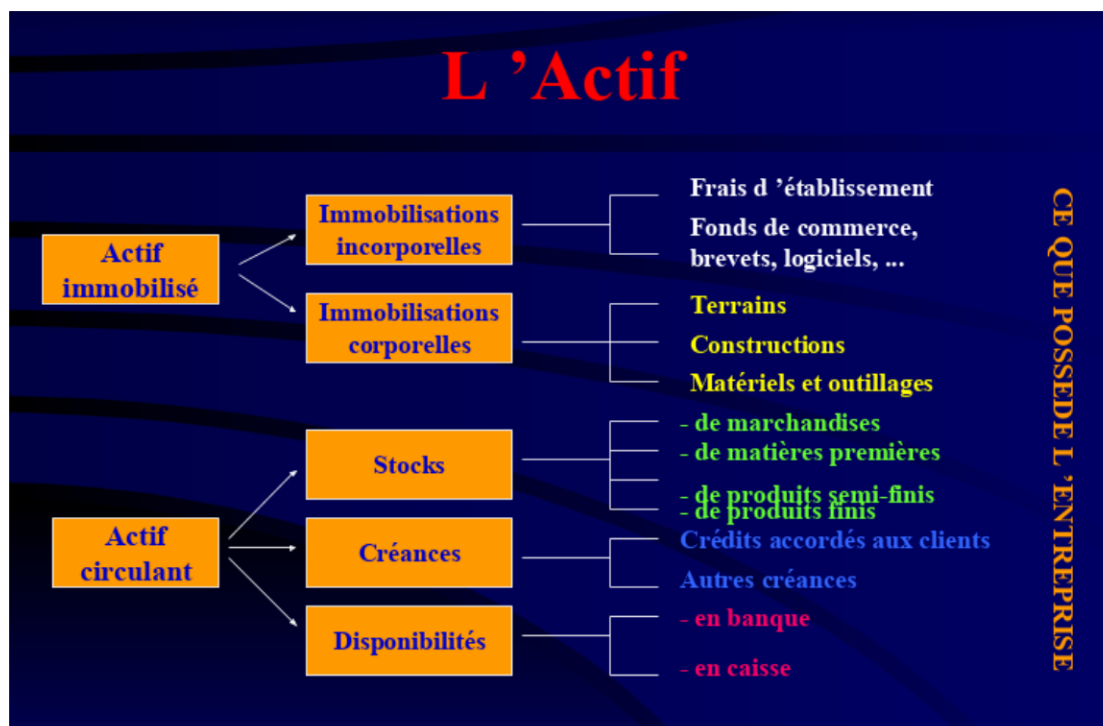 L ’Actif
Actif
immobilisé
Immobilisations
incorporelles
Frais d ’établissement
Fonds de commerce,
brevets, logiciels, ...
Immobilisations
corporelles
Terrains
Constructions
Matériels et outillages
Actif
circulant
Stocks
- de marchandises
- de matières premières
- de produits semi-finis
- de produits finis
Créances
Crédits accordés aux clients
Autres créances
Disponibilités
- en banque
- en caisse
CE QUE POSSEDE L ’ENTREPRISE